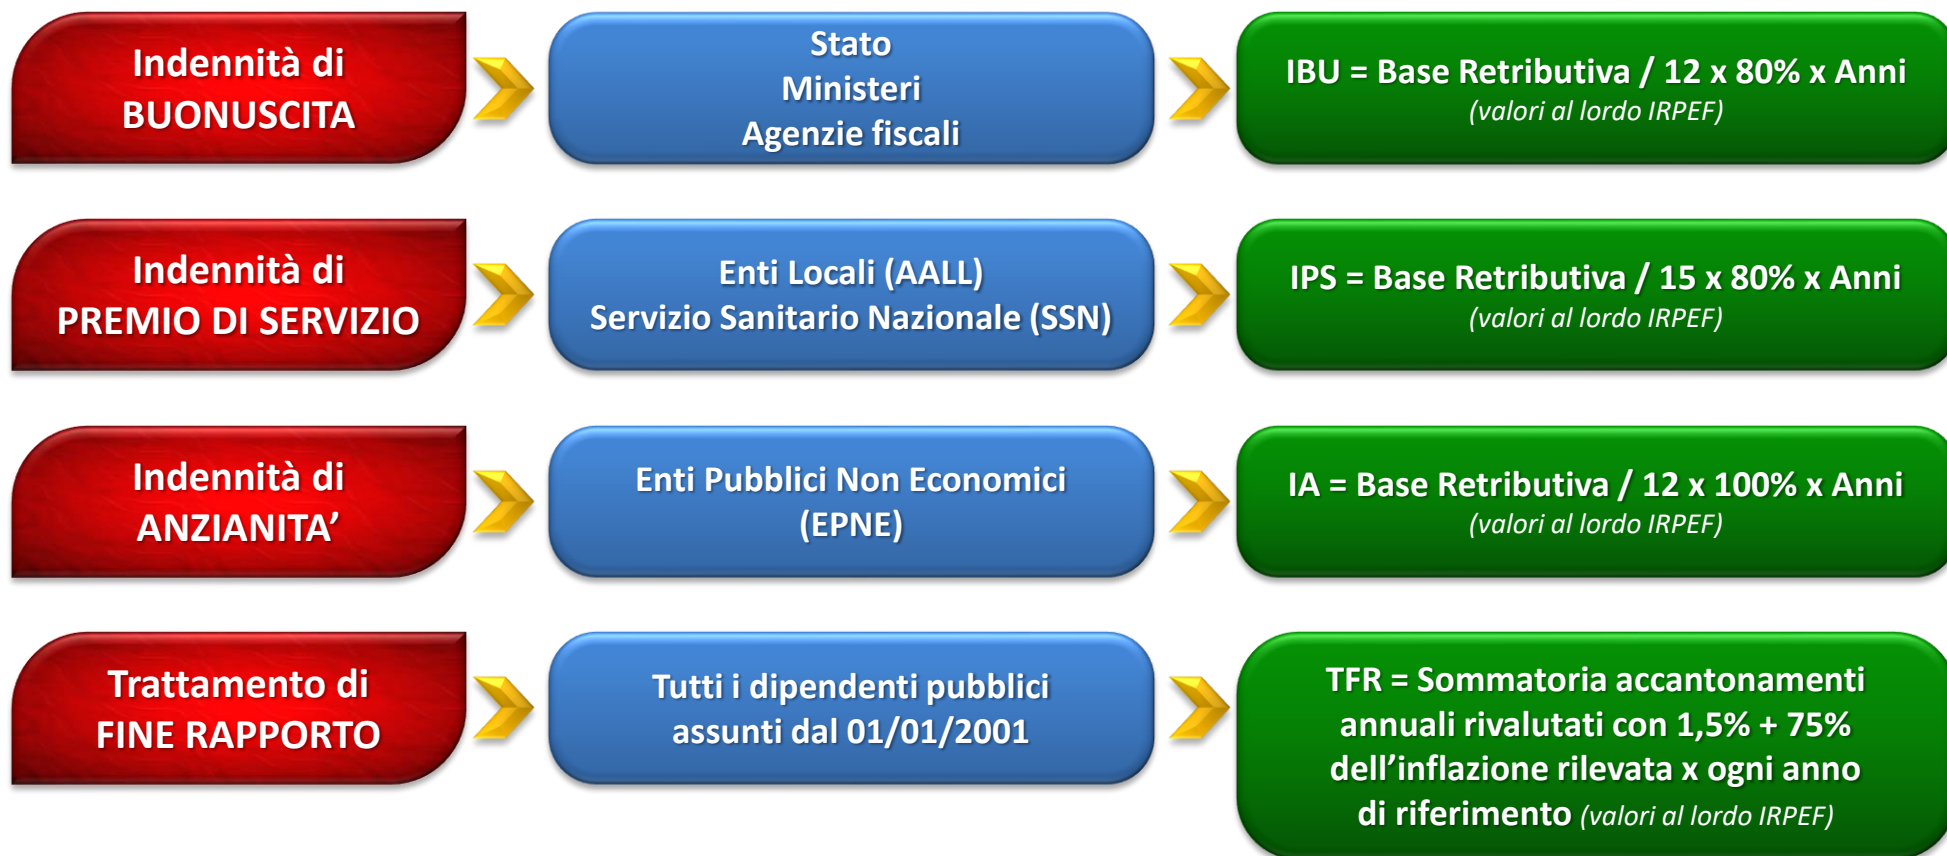 Indennità di
BUONUSCITA
Stato
Ministeri
Agenzie fiscali
IBU = Base Retributiva / 12 x 80% x Anni
(valori al lordo IRPEF)
Indennità di
PREMIO DI SERVIZIO
Enti Locali (AALL)
Servizio Sanitario Nazionale (SSN)
IPS = Base Retributiva / 15 x 80% x Anni
(valori al lordo IRPEF)
Indennità di
ANZIANITA’
Enti Pubblici Non Economici
(EPNE)
IA = Base Retributiva / 12 x 100% x Anni
(valori al lordo IRPEF)
Trattamento di
FINE RAPPORTO
Tutti i dipendenti pubblici
assunti dal 01/01/2001
TFR = Sommatoria accantonamenti
annuali rivalutati con 1,5% + 75%
dell’inflazione rilevata x ogni anno
di riferimento (valori al lordo IRPEF)